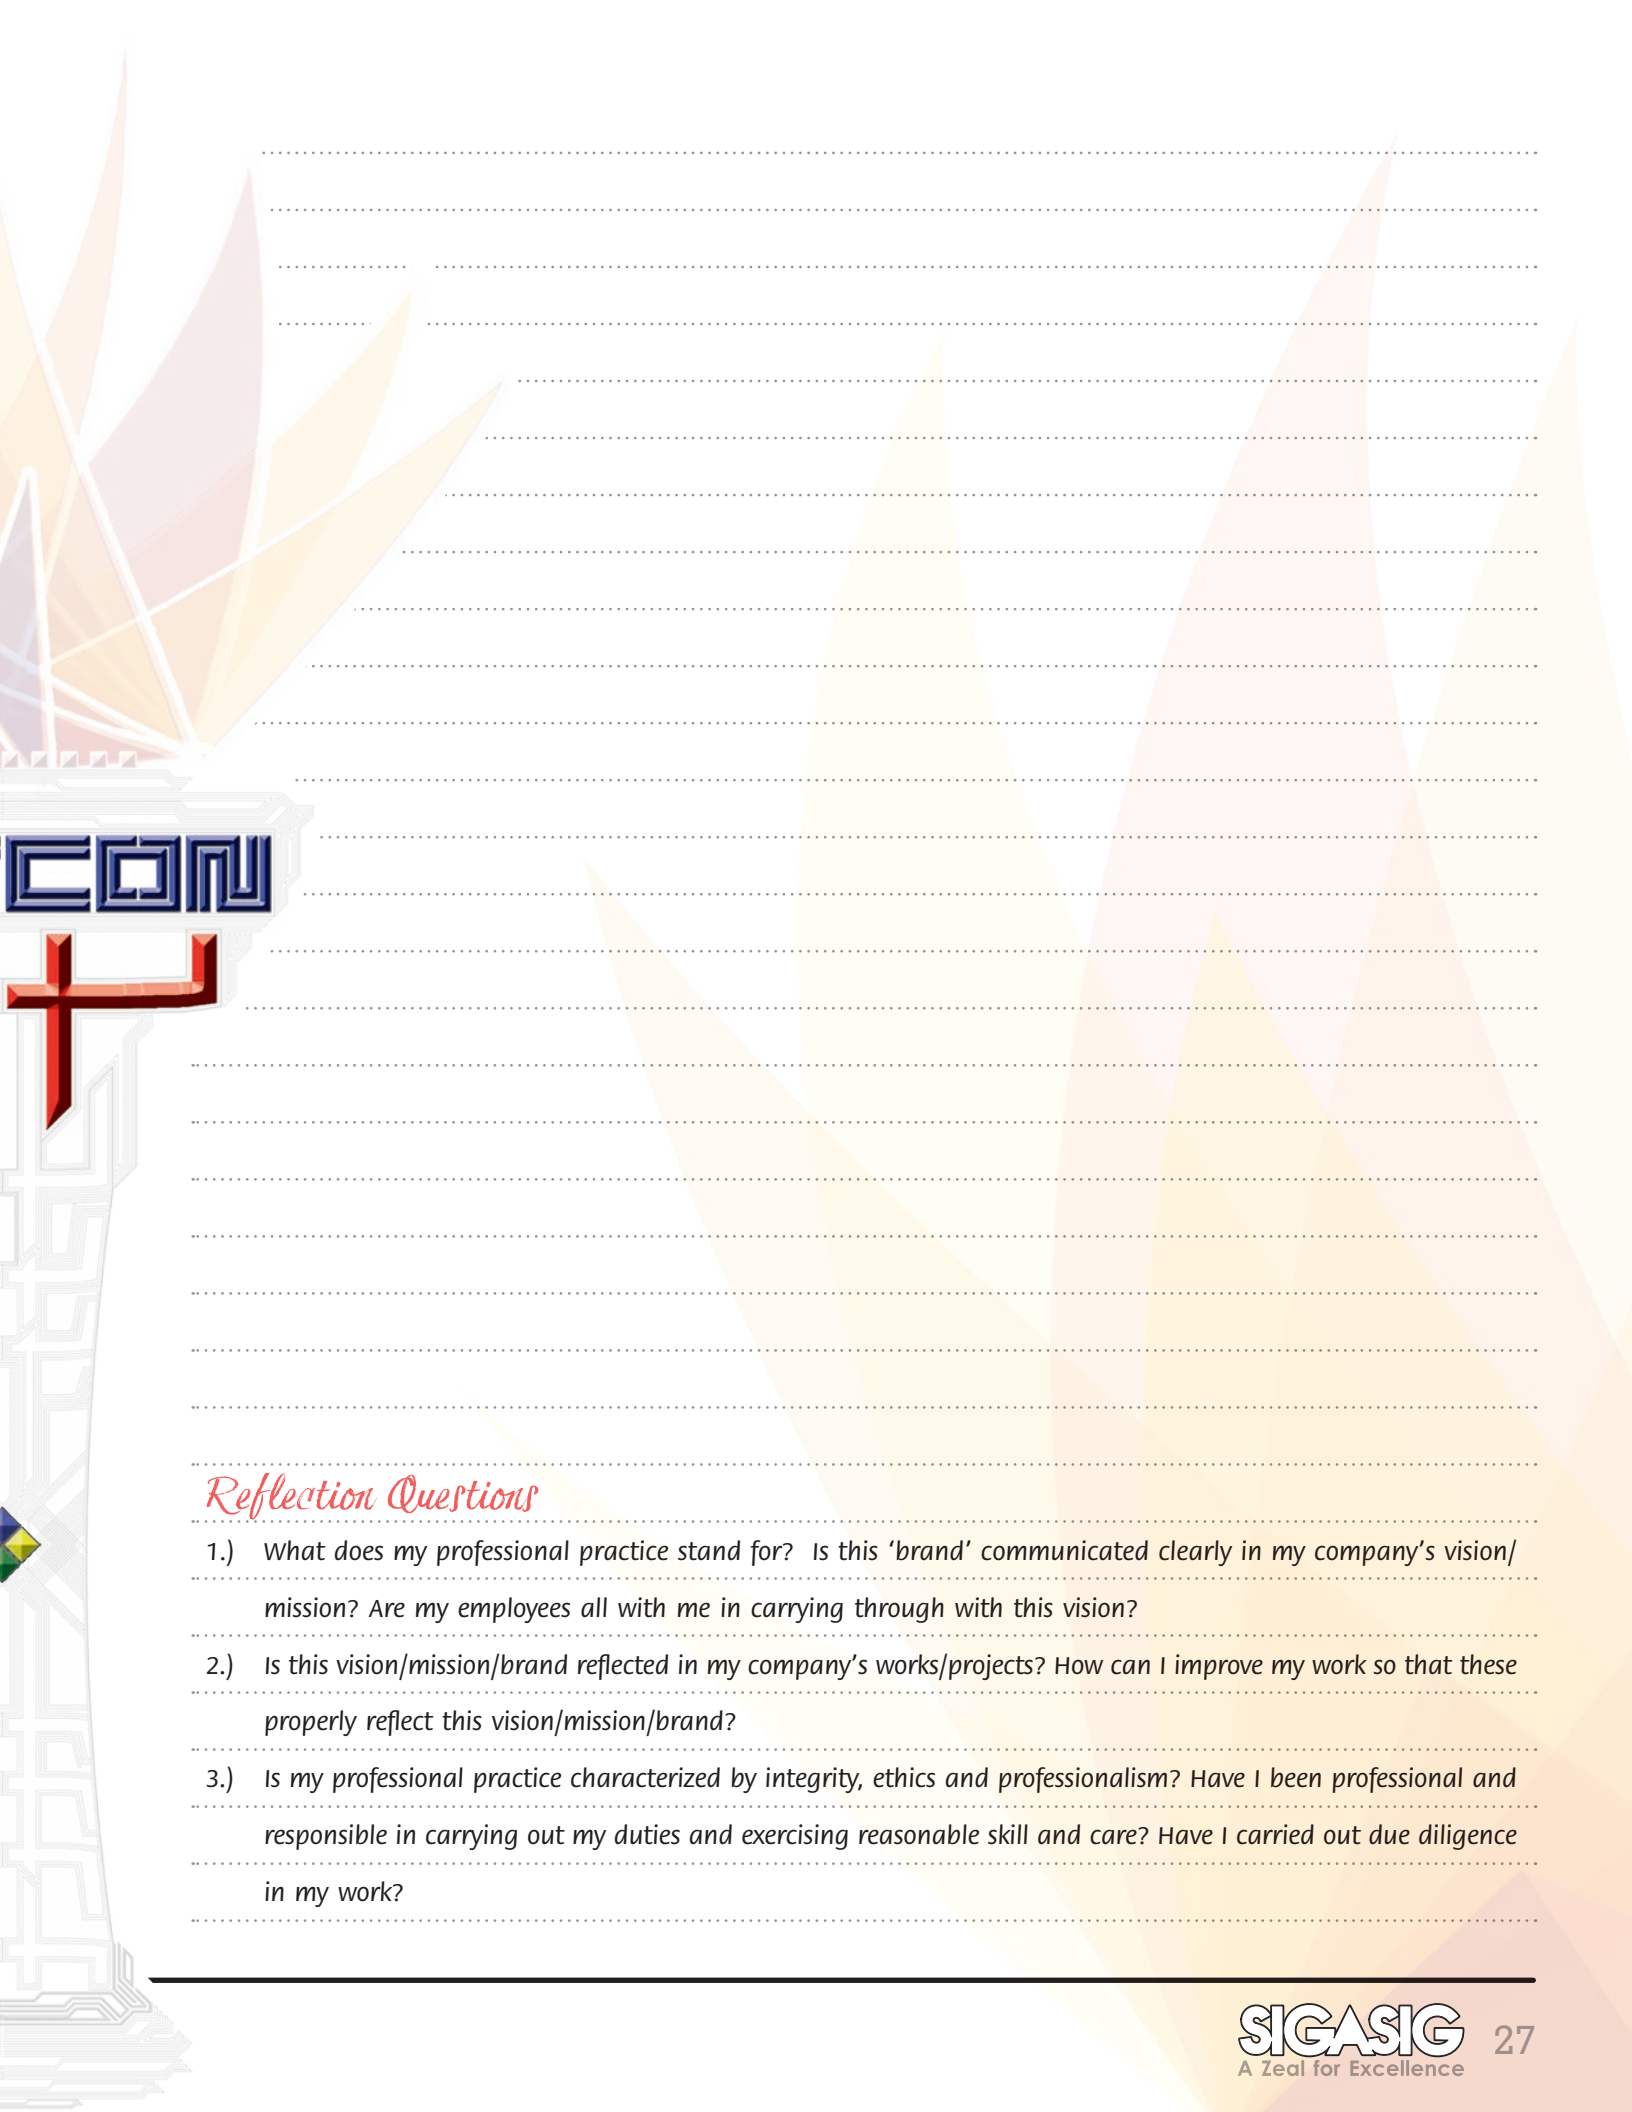 CON
Reflection Questions
1.) What does my professional practice stand for?  Is this ‘brand’ communicated clearly in my company’s vision/
mission? Are my employees all with me in carrying through with this vision?
2.) Is this vision/mission/brand reflected in my company’s works/projects? How can I improve my work so that these
properly reflect this vision/mission/brand?
3.) Is my professional practice characterized by integrity, ethics and professionalism? Have I been professional and
responsible in carrying out my duties and exercising reasonable skill and care? Have I carried out due diligence
in my work?
SIGASIG
A Zeal for Excellence
27